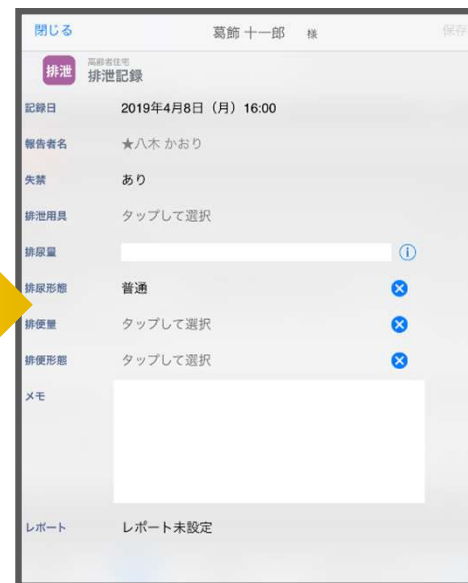 閉じる 葛飾 十一郎 様 保存
排泄 高齢者住宅
排泄記録
記録日 2019年4月8日（月）16:00
報告者名 ★八木 かおり
失禁 あり
排泄用具 タップして選択
排尿量
排尿形態 普通
排便量 タップして選択
排便形態 タップして選択
メモ
レポート レポート未設定